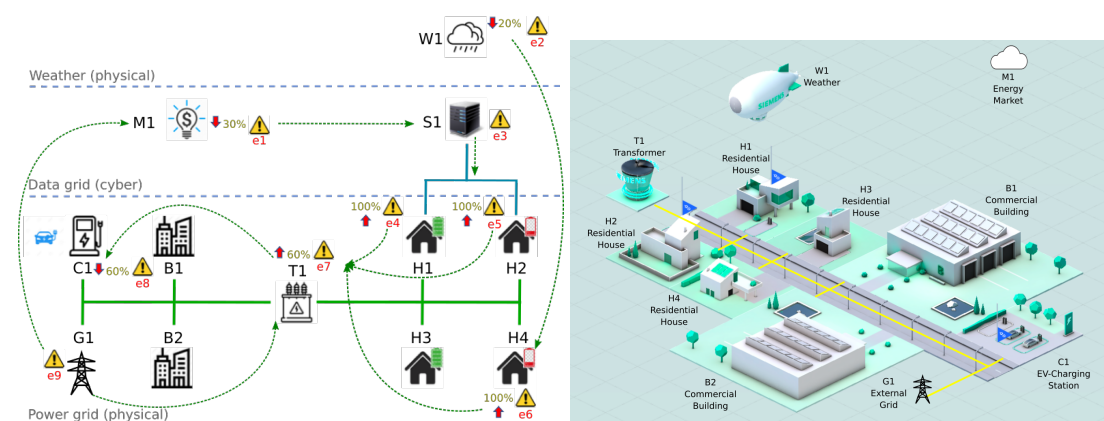 W1
20%
e2
Weather (physical)
M1
30%
e1
S1
e3
Data grid (cyber)
100%
e4
100%
e5
C1
60%
e8
B1
60%
e7
T1
H1
H2
G1
e9
B2
H3
H4
100%
e6
Power grid (physical)
W1
Weather
SIEMENS
M1
Energy
Market
T1
Transformer
H1
Residential
House
H3
Residential
House
B1
Commercial
Building
H2
Residential
House
H4
Residential
House
B2
Commercial
Building
G1
External
Grid
C1
EV-Charging
Station